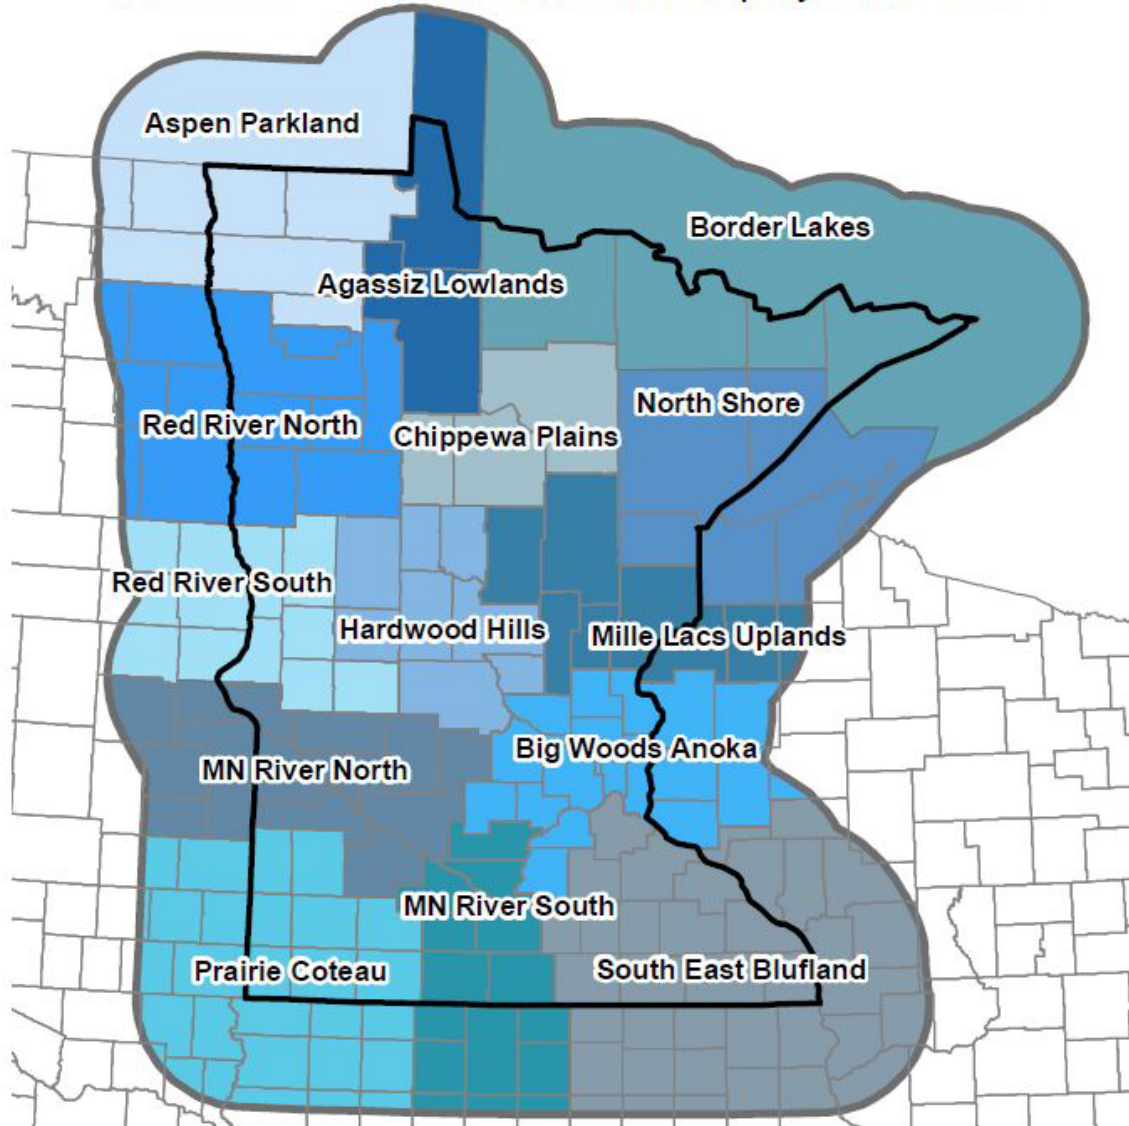 Aspen Parkland
Border Lakes
Agassiz Lowlands
North Shore
Red River North
Chippewa Plains
Red River South
Hardwood Hills
Mille Lacs Uplands
Big Woods Anoka
MN River North
MN River South
Prairie Coteau
South East Blufland